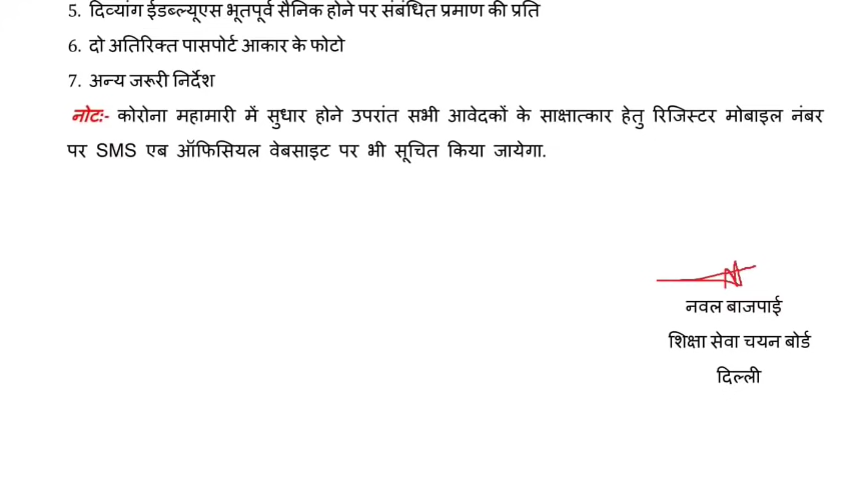 5. दिव्यांग ईडब्ल्यूएस भूतपूर्व सैनिक होने पर संबंधित प्रमाण की प्रति
6. दो अतिरिक्त पासपोर्ट आकार के फोटो
7. अन्य जरूरी निर्देश
नोटः- कोरोना महामारी में सुधार होने उपरांत सभी आवेदकों के साक्षात्कार हेतु रिजिस्टर मोबाइल नंबर
पर SMS एब ऑफिसियल वेबसाइट पर भी सूचित किया जायेगा.
नवल बाजपाई
शिक्षा सेवा चयन बोर्ड
दिल्ली